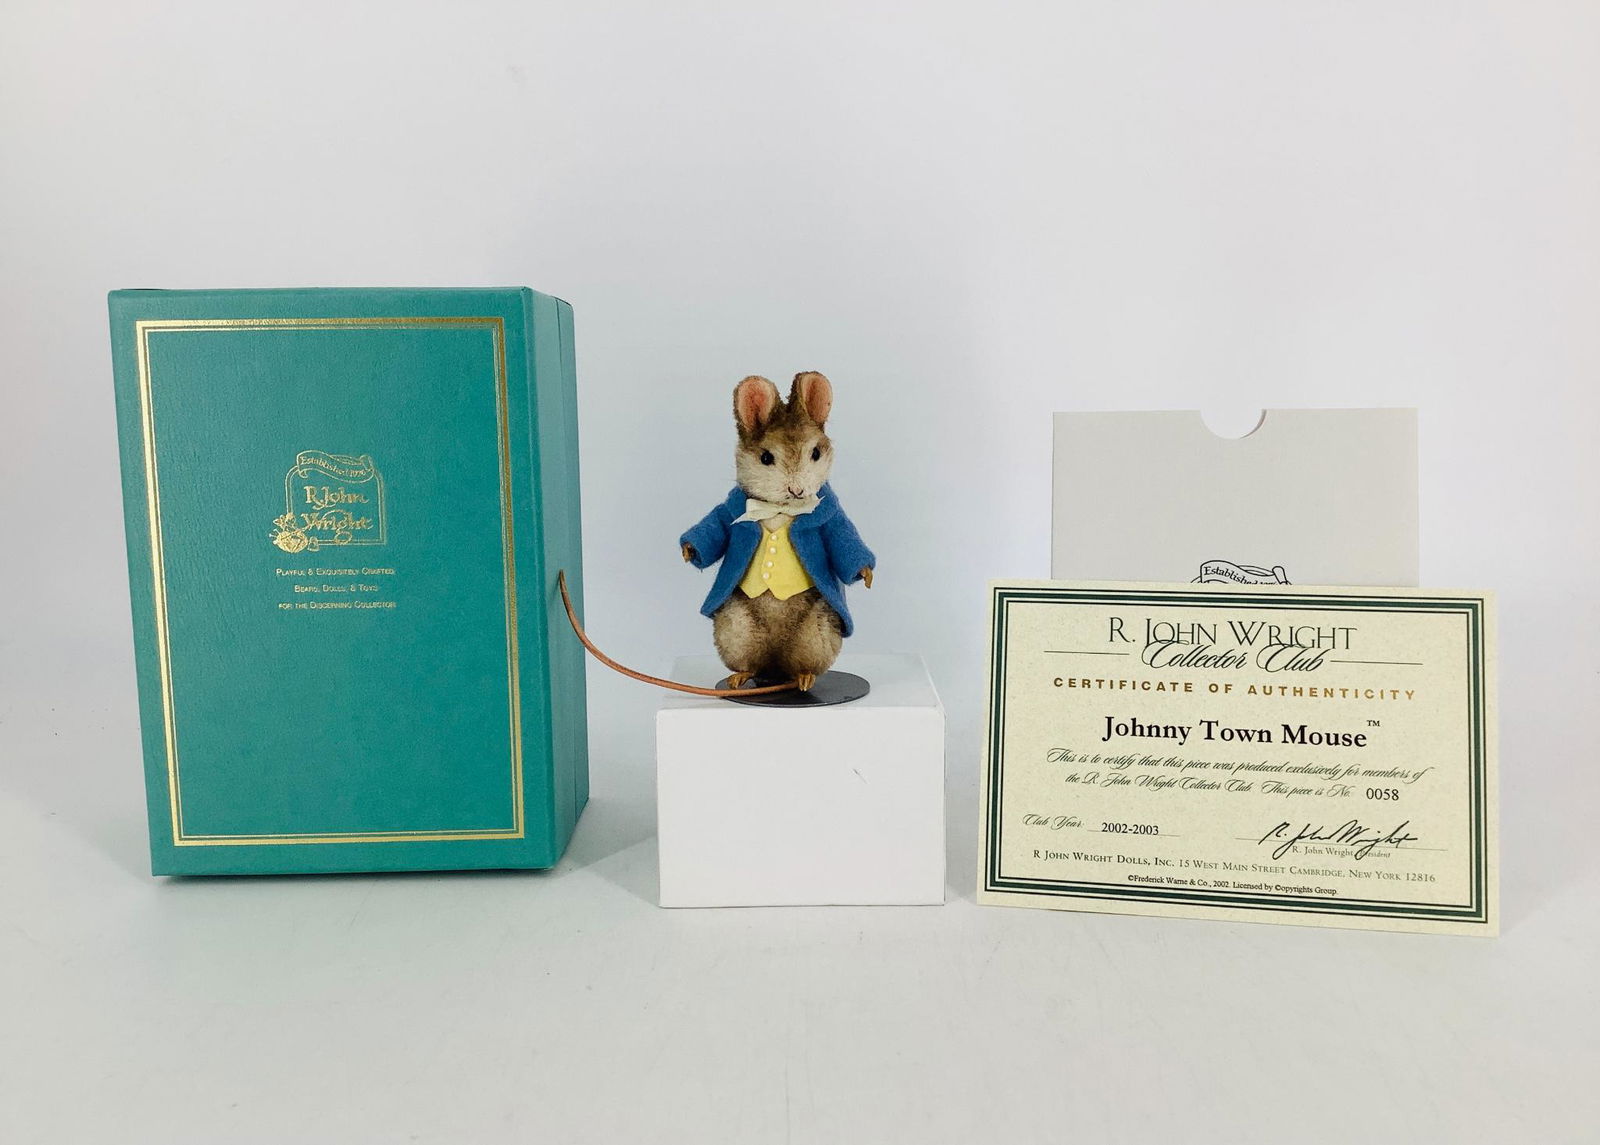 Established 1976
R. John
Wright
Playful & Exquisitely Crafted
Bears, Dolls, & Toys
for the Discerning Collector
Established
R. JOHN WRIGHT
Collector Club
CERTIFICATE OF AUTHENTICITY
Johnny Town Mouse™
This is to certify that this piece was produced exclusively for members of
the R. John Wright Collector Club. This piece is No. 0058
Club Year: 2002-2003
R. John Wright
R. John Wright, President
R JOHN WRIGHT DOLLS, INC. 15 WEST MAIN STREET CAMBRIDGE, NEW YORK 12816
©Frederick Warne & Co., 2002. Licensed by ©opyrights Group.